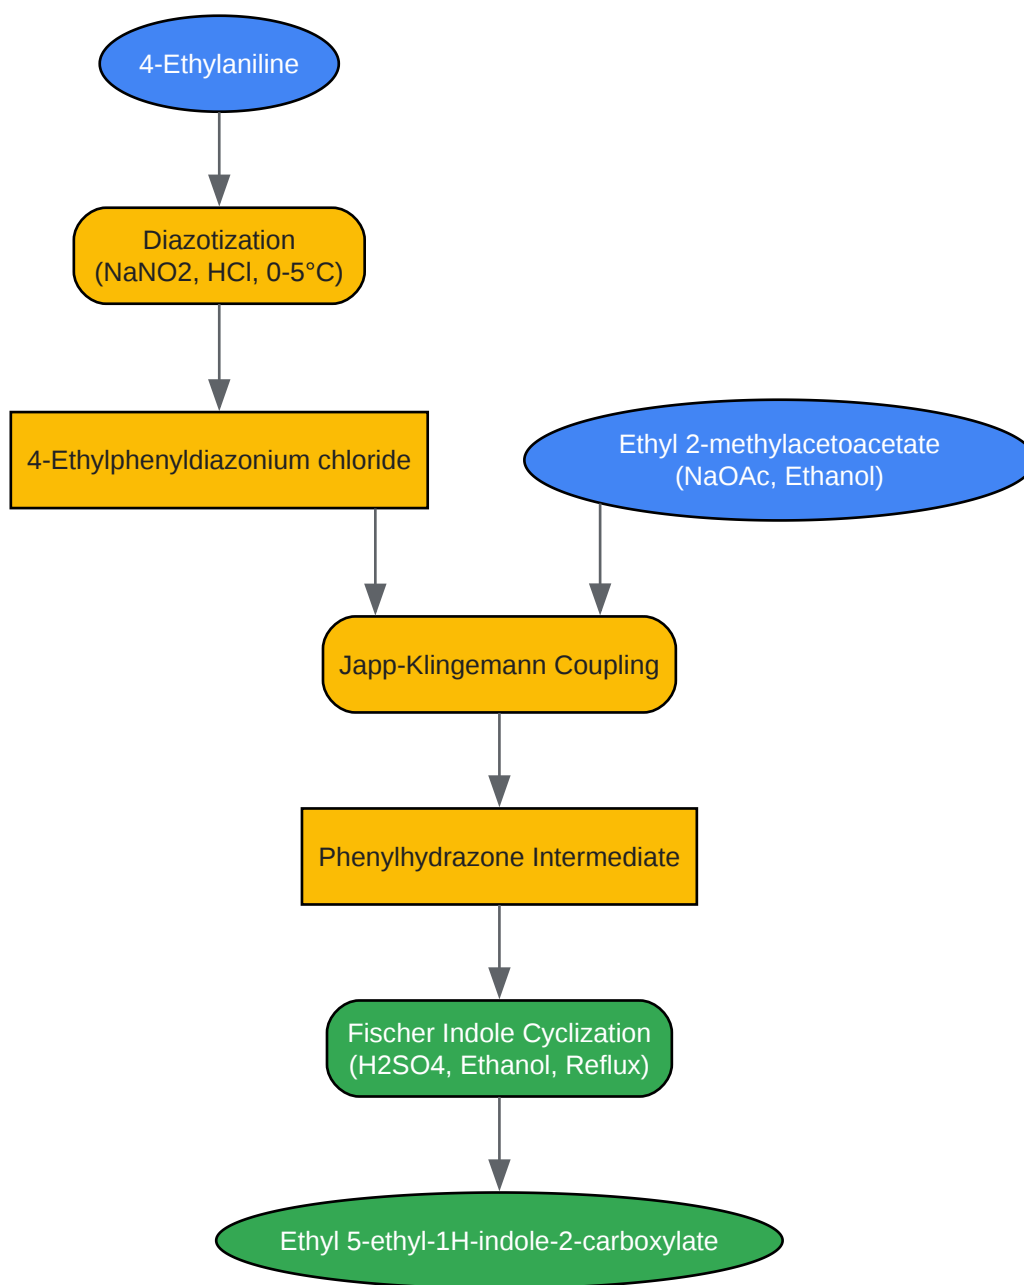 4-Ethylaniline
Diazotization
(NaNO2, HCl, 0-5°C)
4-Ethylphenyldiazonium chloride
Ethyl 2-methylacetoacetate
(NaOAc, Ethanol)
Japp-Klingemann Coupling
Phenylhydrazone Intermediate
Fischer Indole Cyclization
(H2SO4, Ethanol, Reflux)
Ethyl 5-ethyl-1H-indole-2-carboxylate